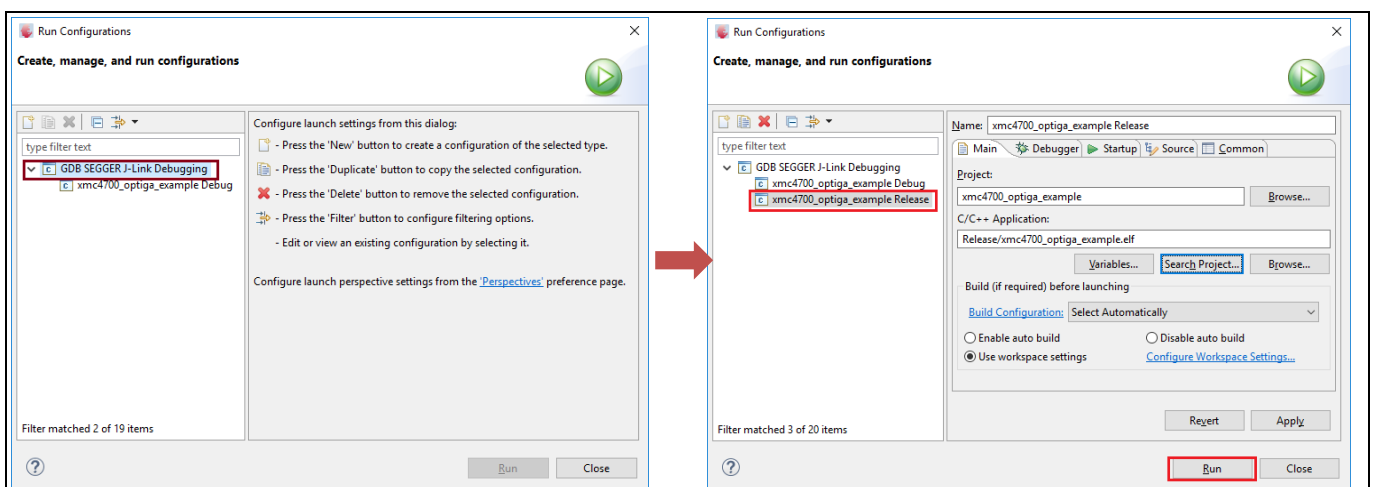 Run Configurations
Create, manage, and run configurations
type filter text
GDB SEGGER J-Link Debugging
xmc4700_optiga_example Debug
Filter matched 2 of 19 items
Configure launch settings from this dialog:
- Press the 'New' button to create a configuration of the selected type.
- Press the 'Duplicate' button to copy the selected configuration.
- Press the 'Delete' button to remove the selected configuration.
- Press the 'Filter' button to configure filtering options.
- Edit or view an existing configuration by selecting it.
Configure launch perspective settings from the 'Perspectives' preference page.
Run Close
Run Configurations
Create, manage, and run configurations
type filter text
GDB SEGGER J-Link Debugging
xmc4700_optiga_example Debug
xmc4700_optiga_example Release
Filter matched 3 of 20 items
Name: xmc4700_optiga_example Release
Main Debugger Startup Source Common
Project:
xmc4700_optiga_example Browse...
C/C++ Application:
Release/xmc4700_optiga_example.elf
Variables... Search Project... Browse...
Build (if required) before launching
Build Configuration: Select Automatically
Enable auto build Disable auto build
Use workspace settings Configure Workspace Settings...
Revert Apply
Run Close